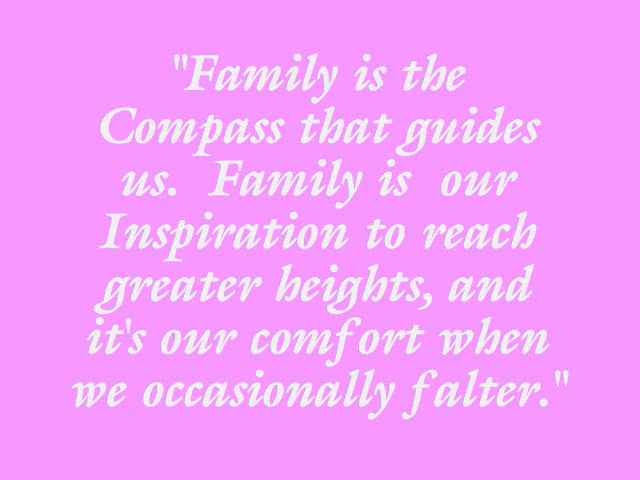 "Family is the
Compass that guides
us.  Family is  our
Inspiration to reach
greater heights, and
it's our comfort when
we occasionally falter."